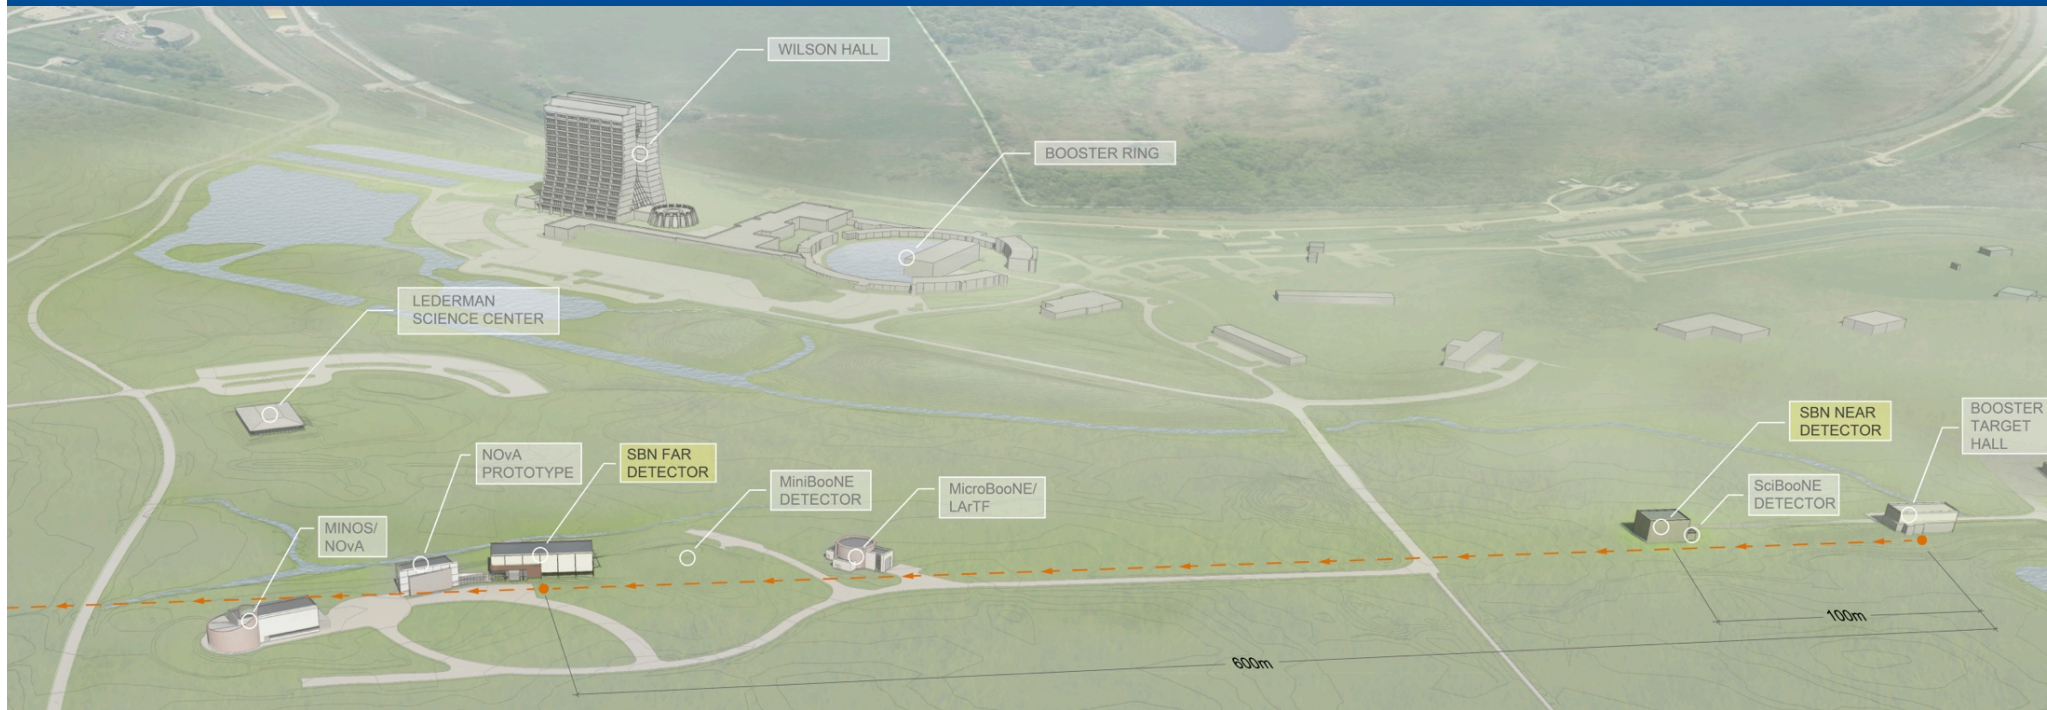 WILSON HALL
BOOSTER RING
LEDERMAN
SCIENCE CENTER
NOvA
PROTOTYPE
SBN FAR
DETECTOR
MiniBooNE
DETECTOR
MicroBooNE/
LArTF
SBN NEAR
DETECTOR
BOOSTER
TARGET
HALL
SciBooNE
DETECTOR
MINOS/
NOvA
100m
600m